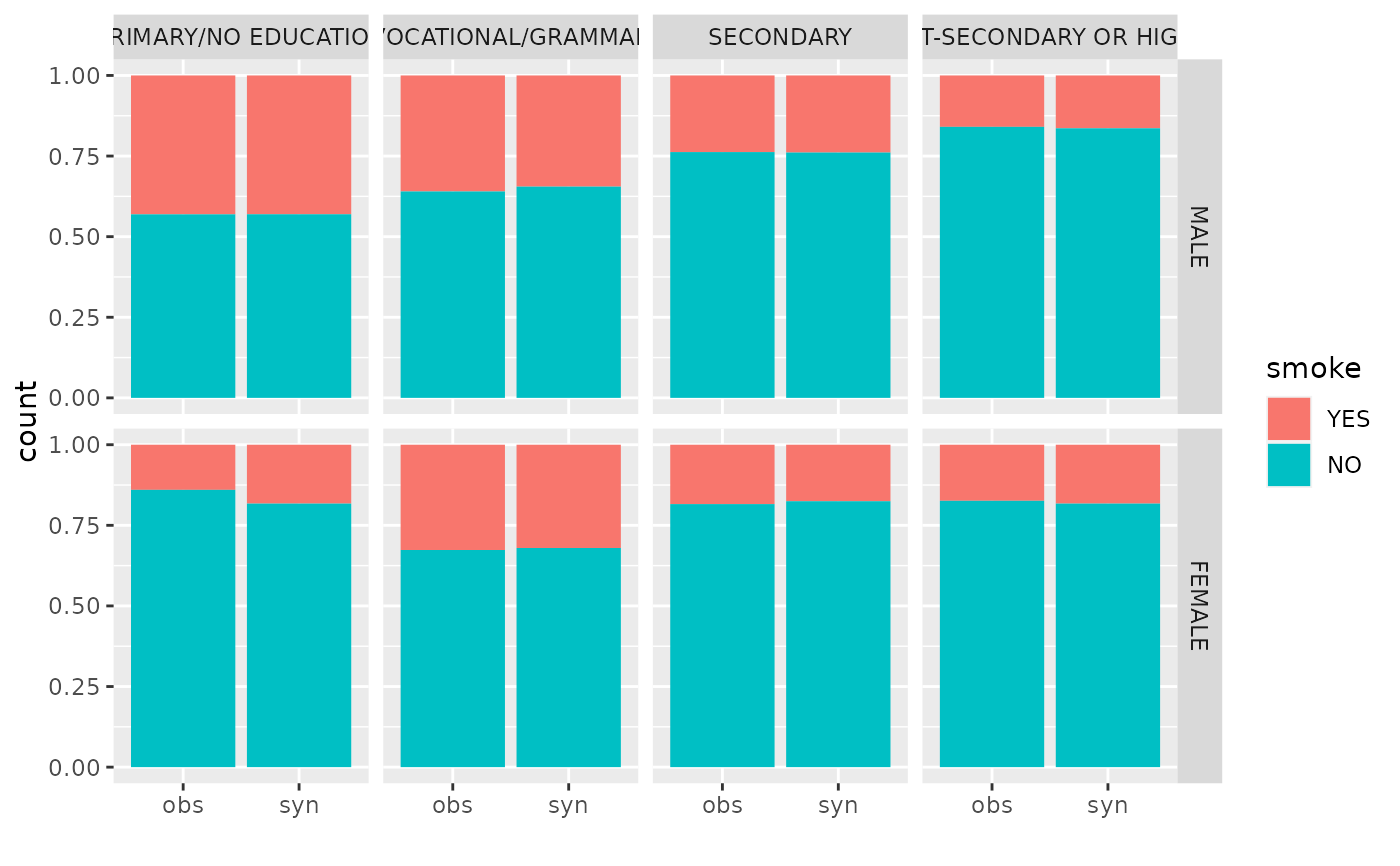 RIMARY/NO EDUCATIO
VOCATIONAL/GRAMMAR
SECONDARY
T-SECONDARY OR HIG
1.00
0.75
0.50
0.25
0.00
MALE
1.00
0.75
0.50
0.25
0.00
FEMALE
count
obs syn obs syn obs syn obs syn
smoke
YES
NO